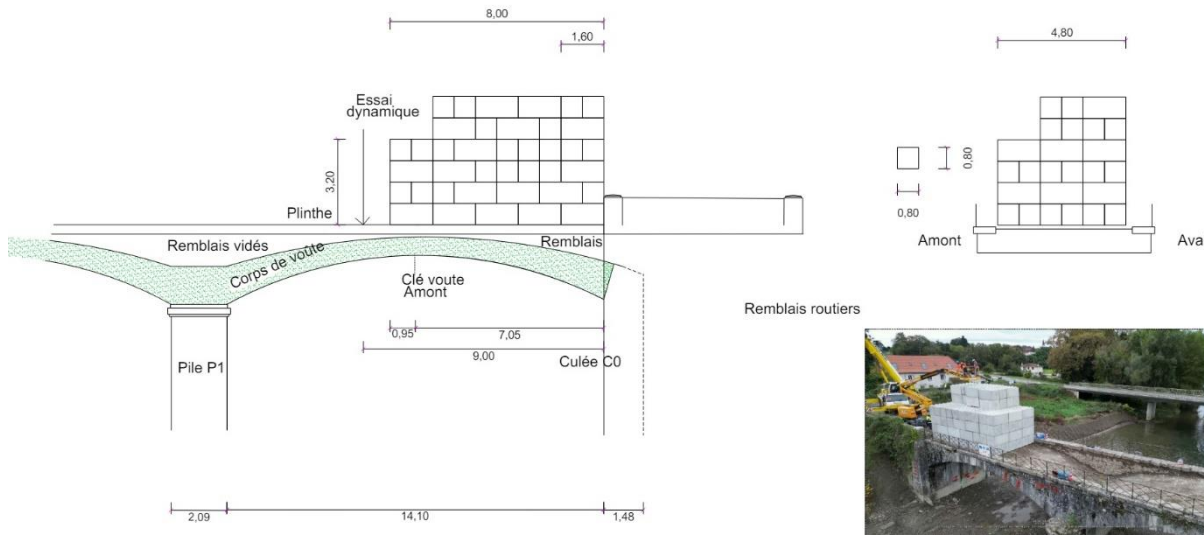 8,00
1,60
4,80
Essai
dynamique
3,20
0,80
0,80
Plinthe
Remblais vidés
Remblais
Corps de voûte
Clé voute
Amont
Amont
Ava
0,95
7,05
9,00
Remblais routiers
Pile P1
Culée C0
2,09
14,10
1,48